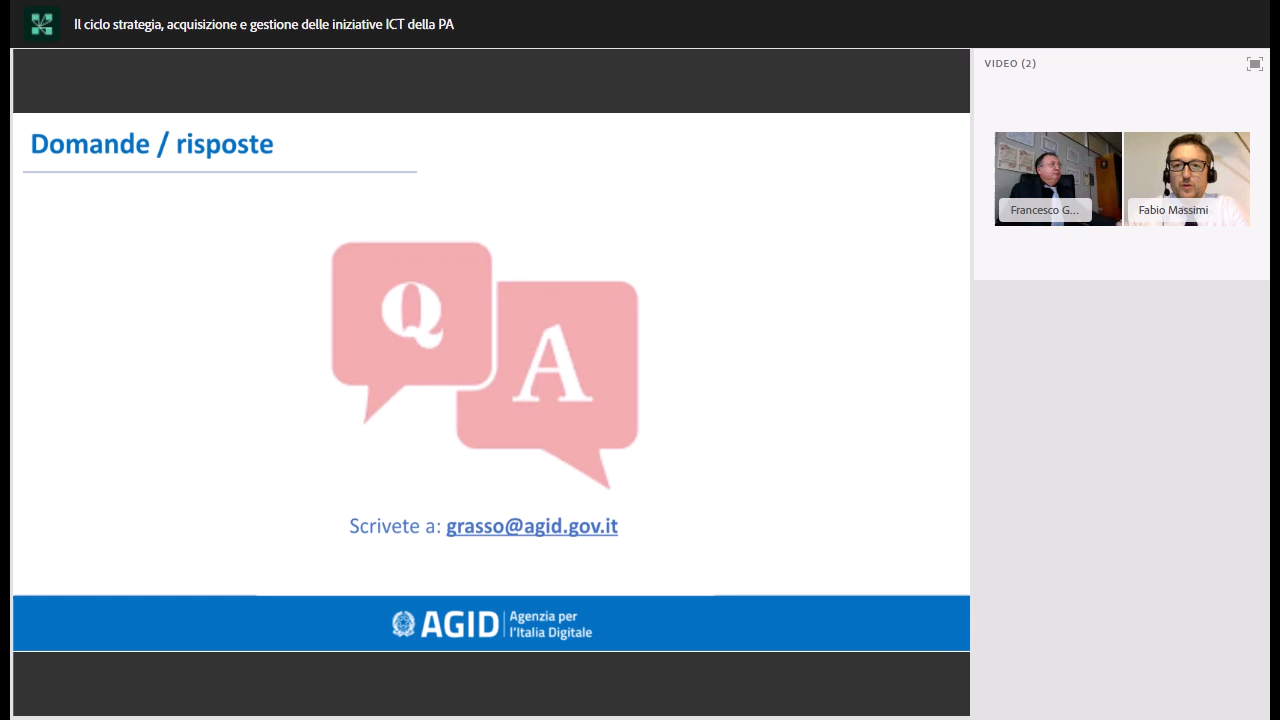 Il ciclo strategia, acquisizione e gestione delle iniziative ICT della PA
VIDEO (2)
Domande / risposte
Francesco G...
Fabio Massimi
Q
A
Scrivete a: grasso@agid.gov.it
AGID
Agenzia per
l'Italia Digitale